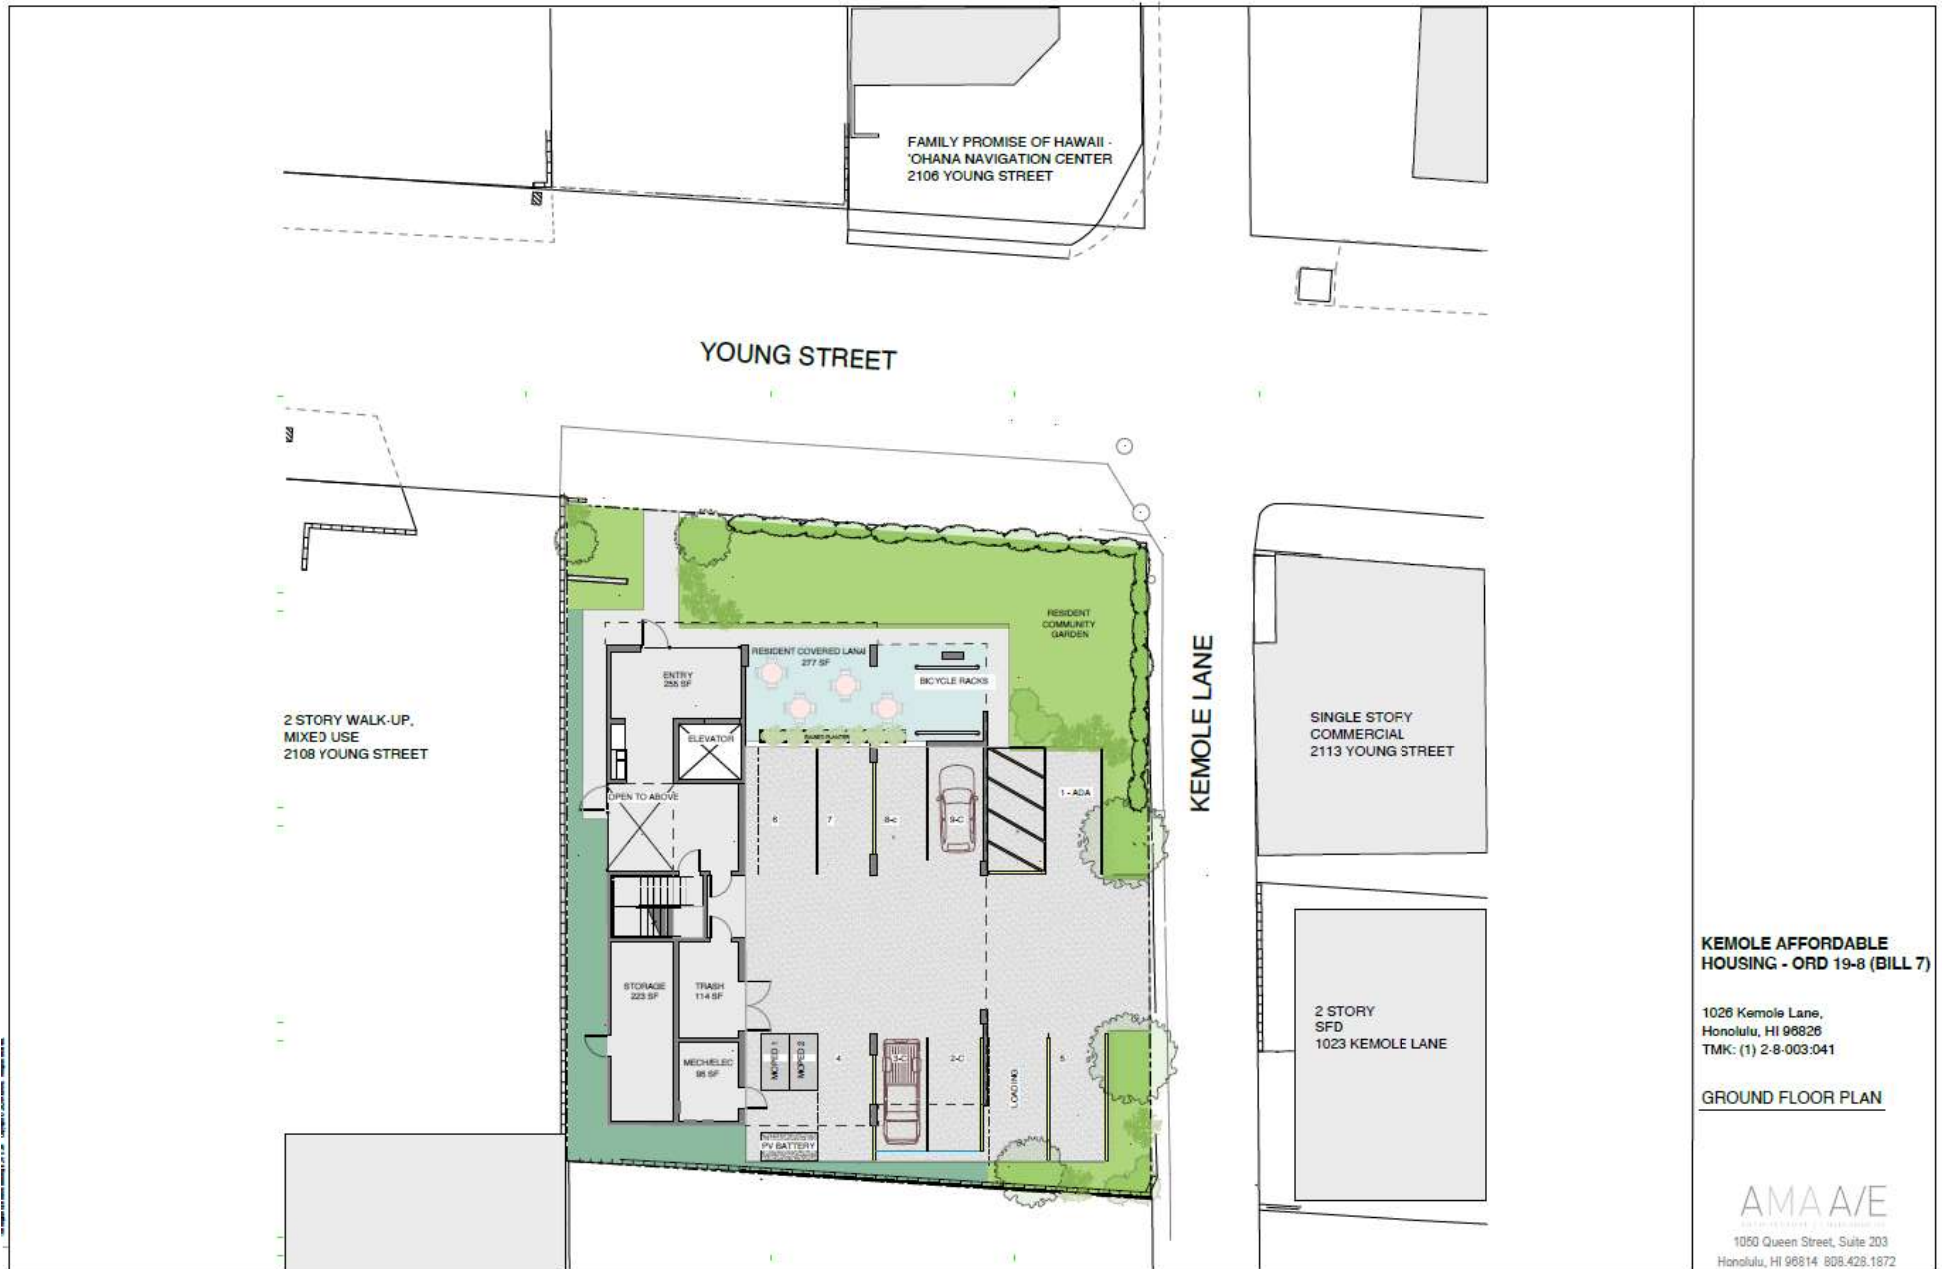 FAMILY PROMISE OF HAWAII -
'OHANA NAVIGATION CENTER
2106 YOUNG STREET
YOUNG STREET
RESIDENT
COMMUNITY
GARDEN
RESIDENT COVERED LANAI
277 SF
BICYCLE RACKS
ENTRY
255 SF
ELEVATOR
RAISED PLANTER
2 STORY WALK-UP,
MIXED USE
2108 YOUNG STREET
KEMOLE LANE
SINGLE STORY
COMMERCIAL
2113 YOUNG STREET
OPEN TO ABOVE
6
7
8-c
9-C
1 - ADA
STORAGE
223 SF
TRASH
114 SF
MECH/ELEC
95 SF
MOPED 1
MOPED 2
4
3-C
2-C
LOADING
5
PV BATTERY
2 STORY
SFD
1023 KEMOLE LANE
KEMOLE AFFORDABLE
HOUSING - ORD 19-8 (BILL 7)
1026 Kemole Lane,
Honolulu, HI 96826
TMK: (1) 2-8-003:041
GROUND FLOOR PLAN
AMA A/E
1050 Queen Street, Suite 203
Honolulu, HI 96814 808.428.1872